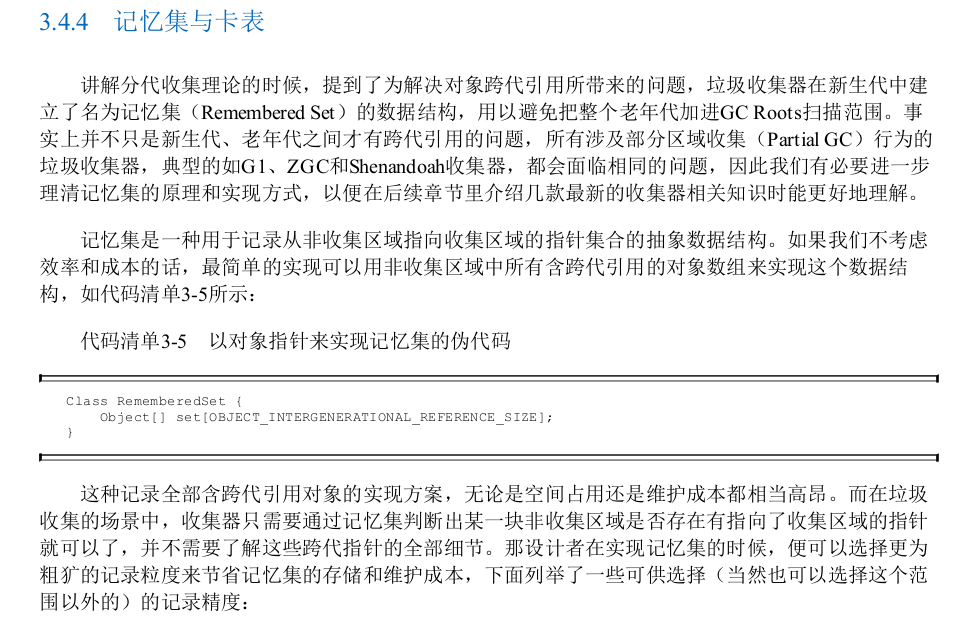 3.4.4 记忆集与卡表
讲解分代收集理论的时候，提到了为解决对象跨代引用所带来的问题，垃圾收集器在新生代中建
立了名为记忆集（Remembered Set）的数据结构，用以避免把整个老年代加进GC Roots扫描范围。事
实上并不只是新生代、老年代之间才有跨代引用的问题，所有涉及部分区域收集（Partial GC）行为的
垃圾收集器，典型的如G1、ZGC和Shenandoah收集器，都会面临相同的问题，因此我们有必要进一步
理清记忆集的原理和实现方式，以便在后续章节里介绍几款最新的收集器相关知识时能更好地理解。
记忆集是一种用于记录从非收集区域指向收集区域的指针集合的抽象数据结构。如果我们不考虑
效率和成本的话，最简单的实现可以用非收集区域中所有含跨代引用的对象数组来实现这个数据结
构，如代码清单3-5所示：
代码清单3-5 以对象指针来实现记忆集的伪代码
Class RememberedSet {
    Object[] set[OBJECT_INTERGENERATIONAL_REFERENCE_SIZE];
}
这种记录全部含跨代引用对象的实现方案，无论是空间占用还是维护成本都相当高昂。而在垃圾
收集的场景中，收集器只需要通过记忆集判断出某一块非收集区域是否存在有指向了收集区域的指针
就可以了，并不需要了解这些跨代指针的全部细节。那设计者在实现记忆集的时候，便可以选择更为
粗犷的记录粒度来节省记忆集的存储和维护成本，下面列举了一些可供选择（当然也可以选择这个范
围以外的）的记录精度：